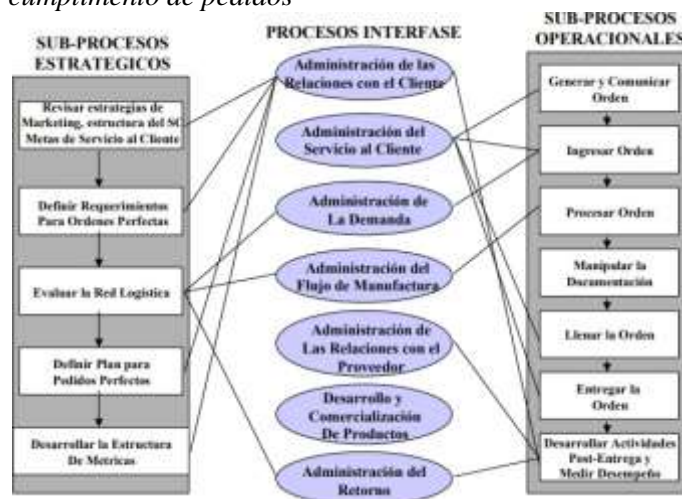 cumplimento de pedidos
SUB-PROCESOS
ESTRATEGICOS
Revisar estrategias de
Marketing, estructura del SC
Metas de Servicio al Cliente
Definir Requerimientos
Para Ordenes Perfectas
Evaluar la Red Logística
Definir Plan para
Pedidos Perfectos
Desarrollar la Estructura
De Metricas
PROCESOS INTERFASE
Administración de las
Relaciones con el Cliente
Administración del
Servicio al Cliente
Administración de
La Demanda
Administración del
Flujo de Manufactura
Administración de
Las Relaciones con el
Proveedor
Desarrollo y
Comercialización
De Productos
Administración del
Retorno
SUB-PROCESOS
OPERACIONALES
Generar y Comunicar
Orden
Ingresar Orden
Procesar Orden
Manipular la
Documentación
Llenar la Orden
Entregar la
Orden
Desarrollar Actividades
Post-Entrega y
Medir Desempeño